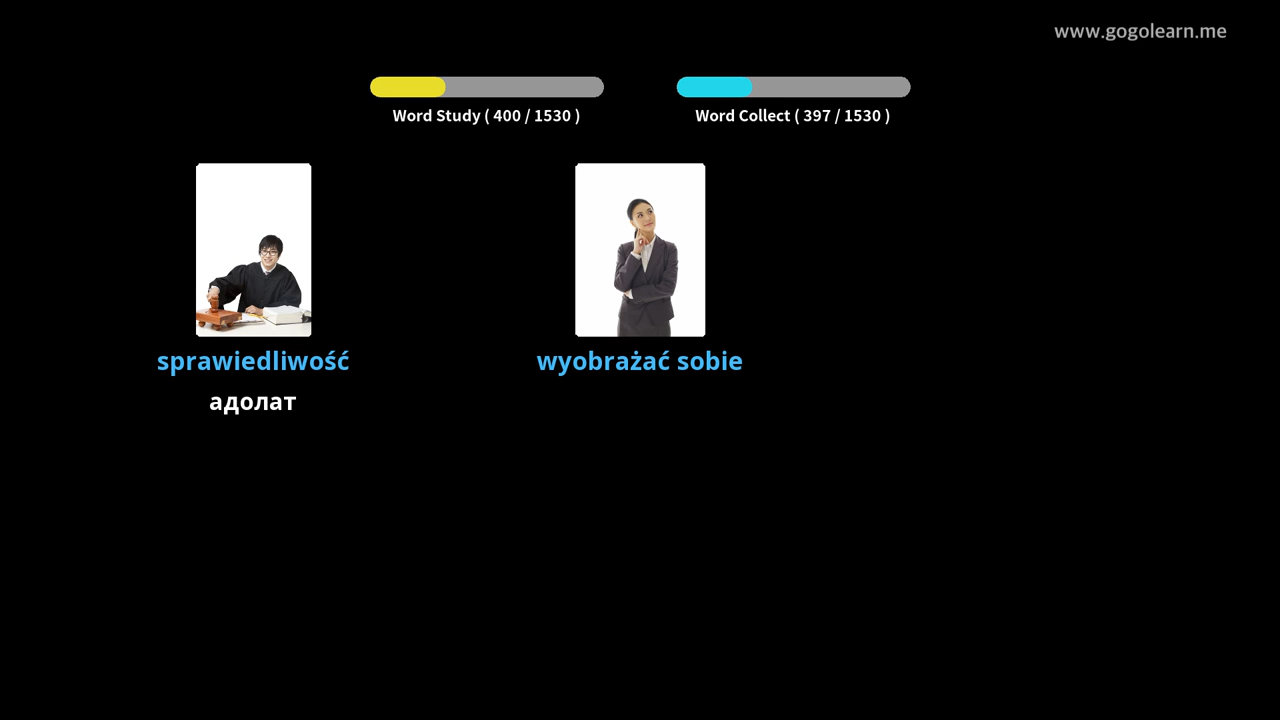 www.gogolearn.me
Word Study ( 400 / 1530 )
Word Collect ( 397 / 1530 )
sprawiedliwość
wyobrażać sobie
адолат